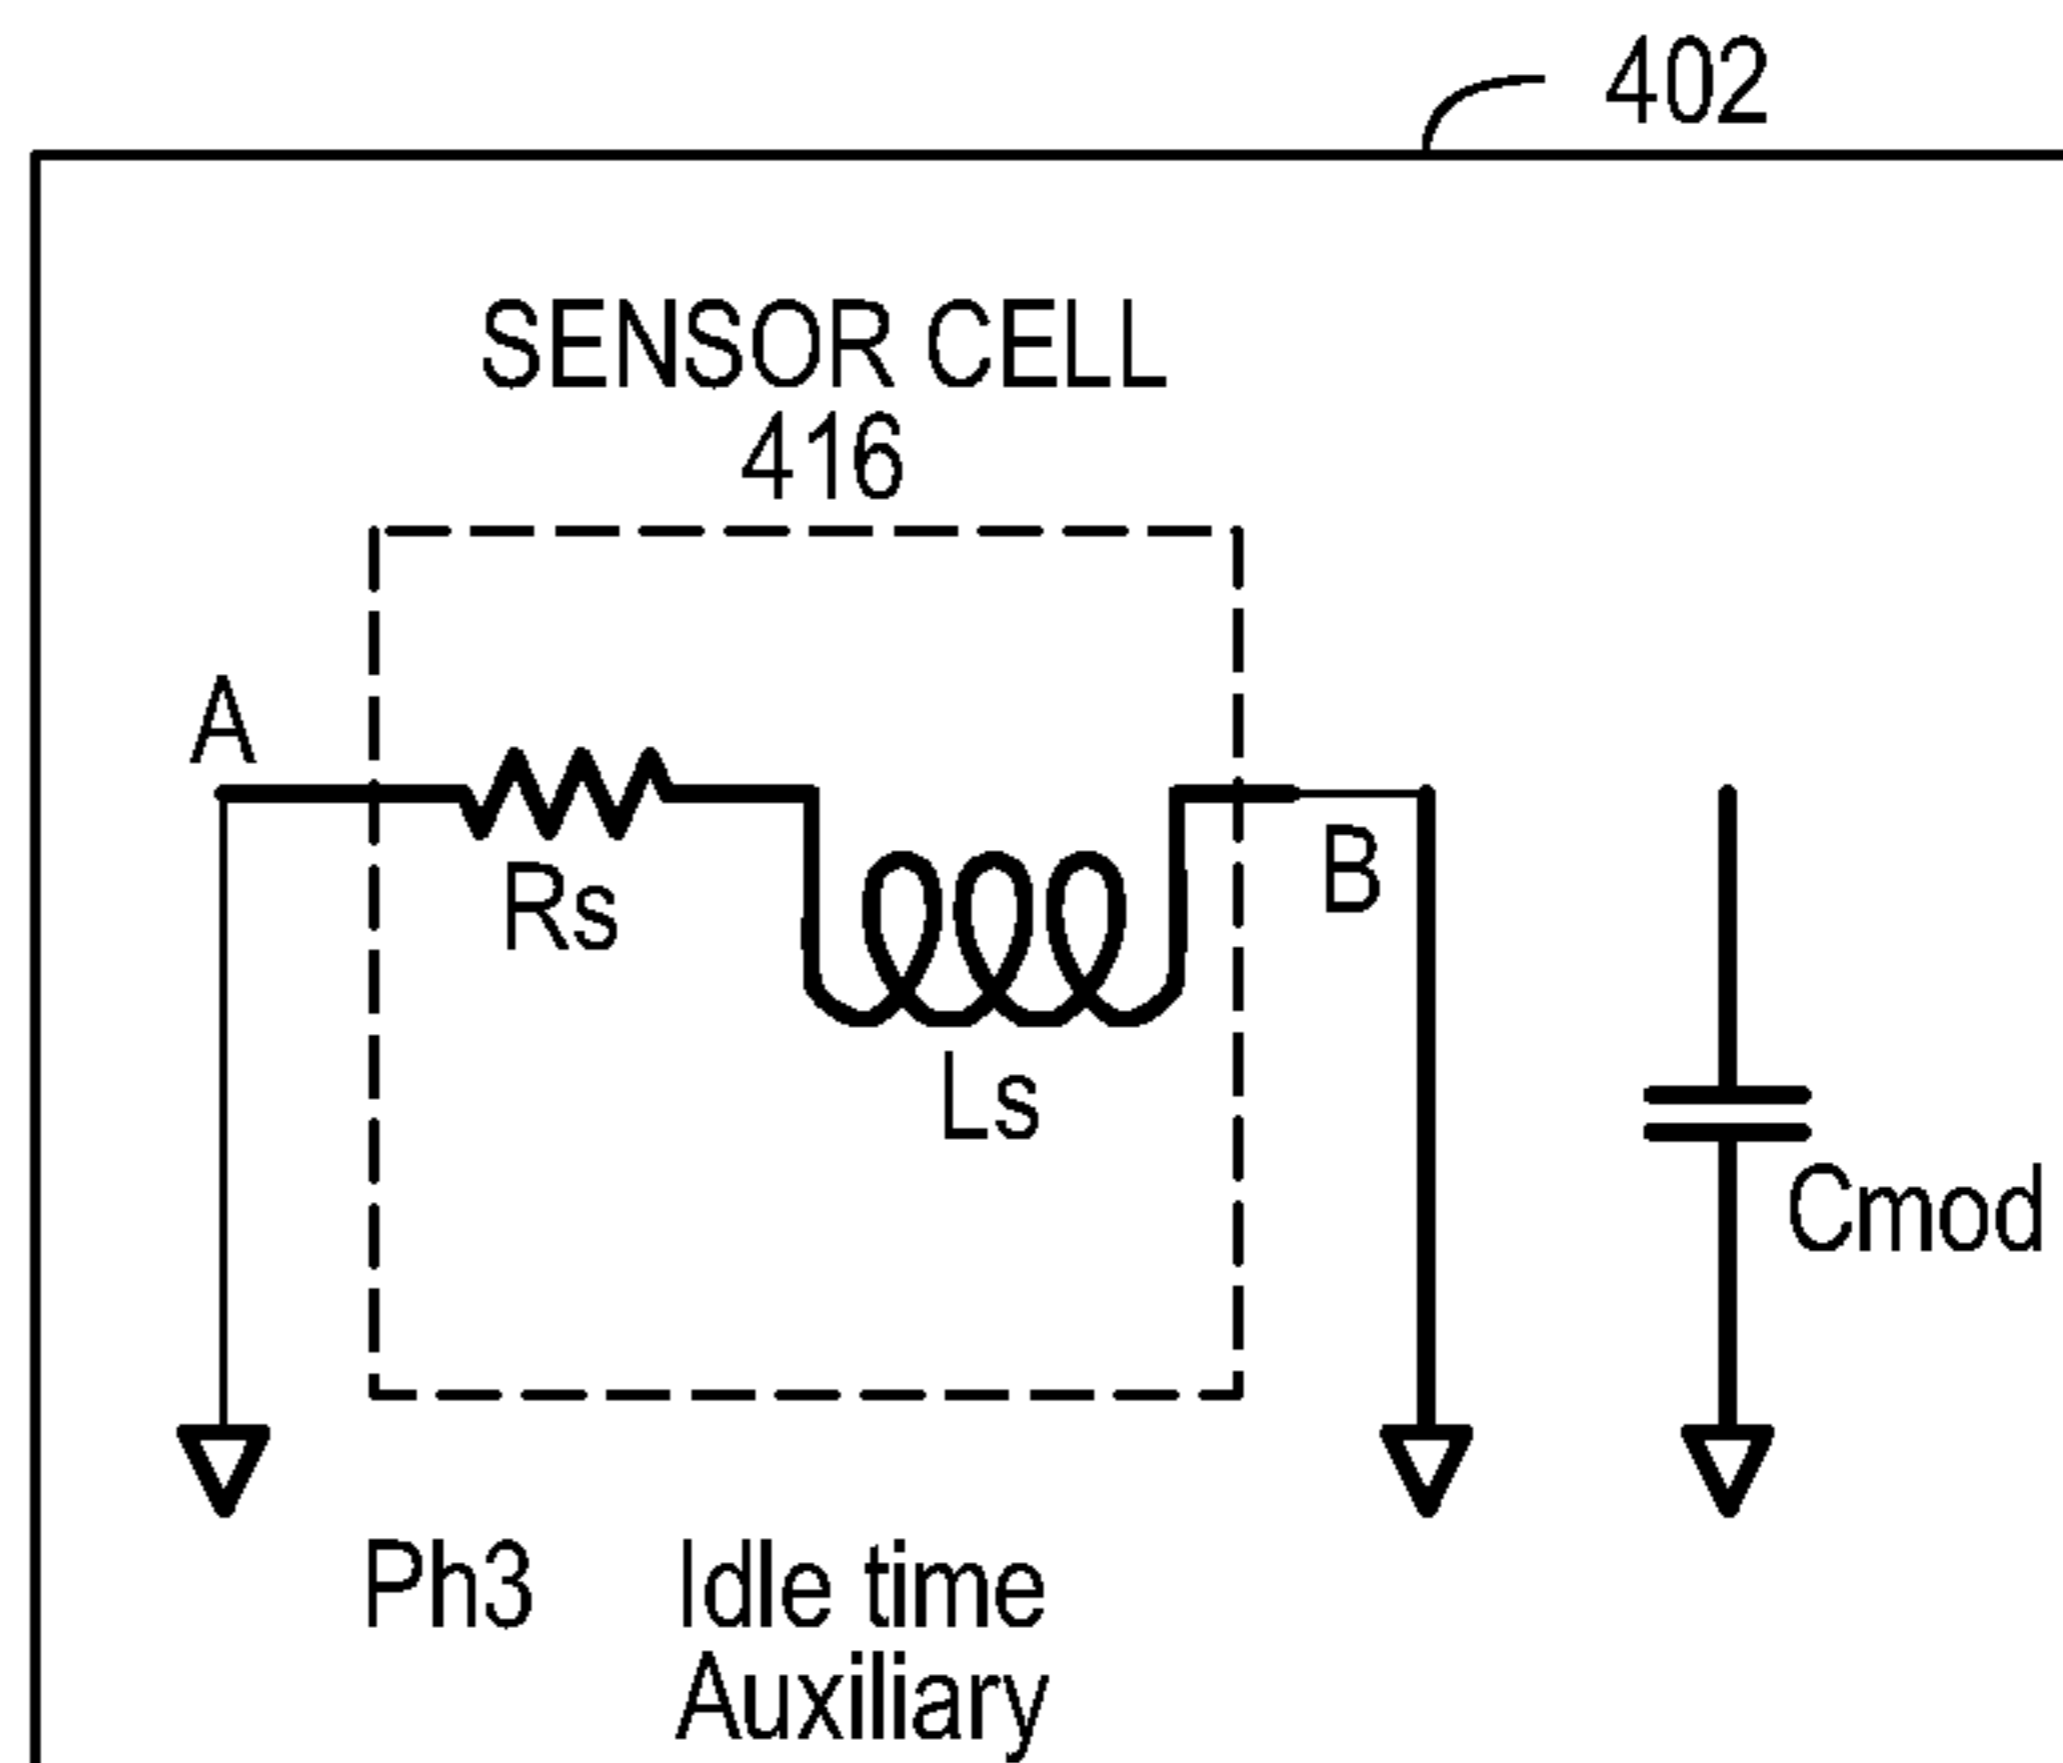 402
SENSOR CELL
416
A
Rs
B
Ls
Cmod
Ph3 Idle time
Auxiliary